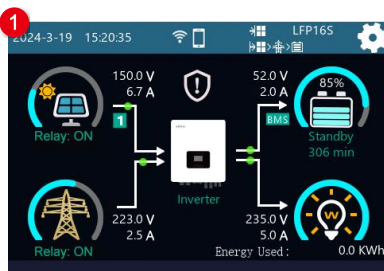 1
2024-3-19 15:20:35
LFP16S
150.0 V
6.7 A
1
Relay: ON
52.0 V
2.0 A
BMS
85%
Standby
306 min
Inverter
223.0 V
2.5 A
Relay: ON
235.0 V
5.0 A
W
Energy Used: 0.0 KWh